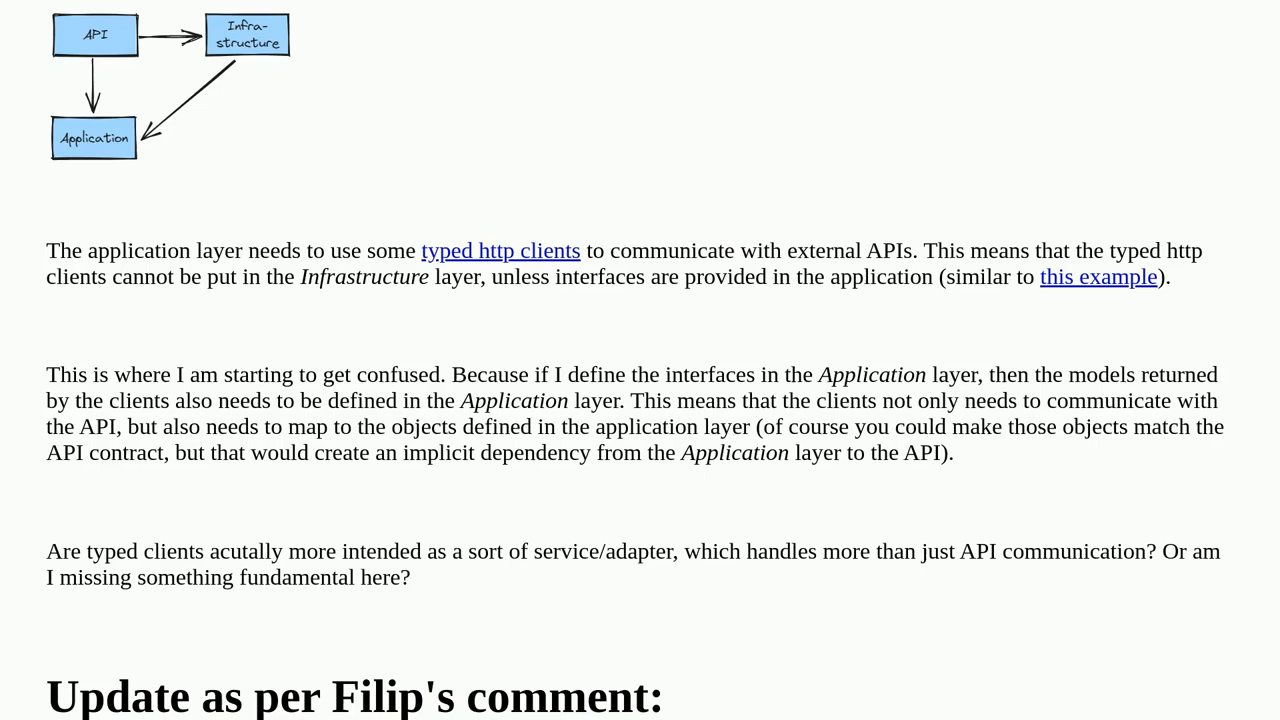 API
Infra-
structure
Application
The application layer needs to use some typed http clients to communicate with external APIs. This means that the typed http
clients cannot be put in the Infrastructure layer, unless interfaces are provided in the application (similar to this example).
This is where I am starting to get confused. Because if I define the interfaces in the Application layer, then the models returned
by the clients also needs to be defined in the Application layer. This means that the clients not only needs to communicate with
the API, but also needs to map to the objects defined in the application layer (of course you could make those objects match the
API contract, but that would create an implicit dependency from the Application layer to the API).
Are typed clients acutally more intended as a sort of service/adapter, which handles more than just API communication? Or am
I missing something fundamental here?
Update as per Filip's comment: